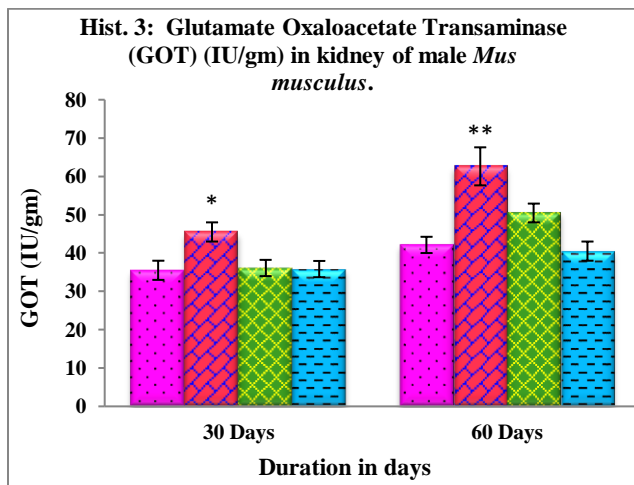 Hist. 3: Glutamate Oxaloacetate Transaminase
(GOT) (IU/gm) in kidney of male Mus
musculus.
80
70
60
50
40
30
20
10
0
GOT (IU/gm)
*
**
30 Days
60 Days
Duration in days